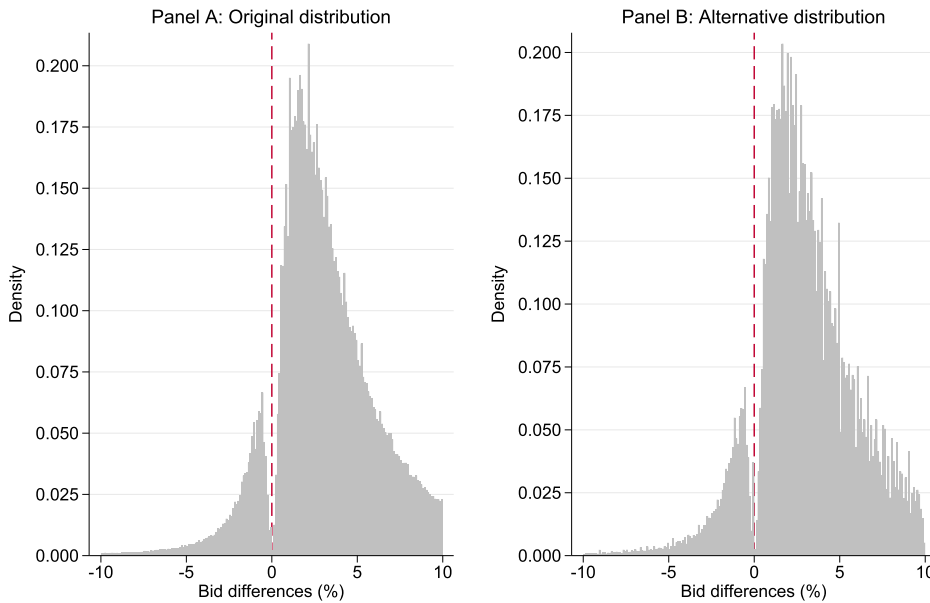 Panel A: Original distribution
Density
0.200
0.175
0.150
0.125
0.100
0.075
0.050
0.025
0.000
-10 -5 0 5 10
Bid differences (%)
Panel B: Alternative distribution
Density
0.200
0.175
0.150
0.125
0.100
0.075
0.050
0.025
0.000
-10 -5 0 5 10
Bid differences (%)